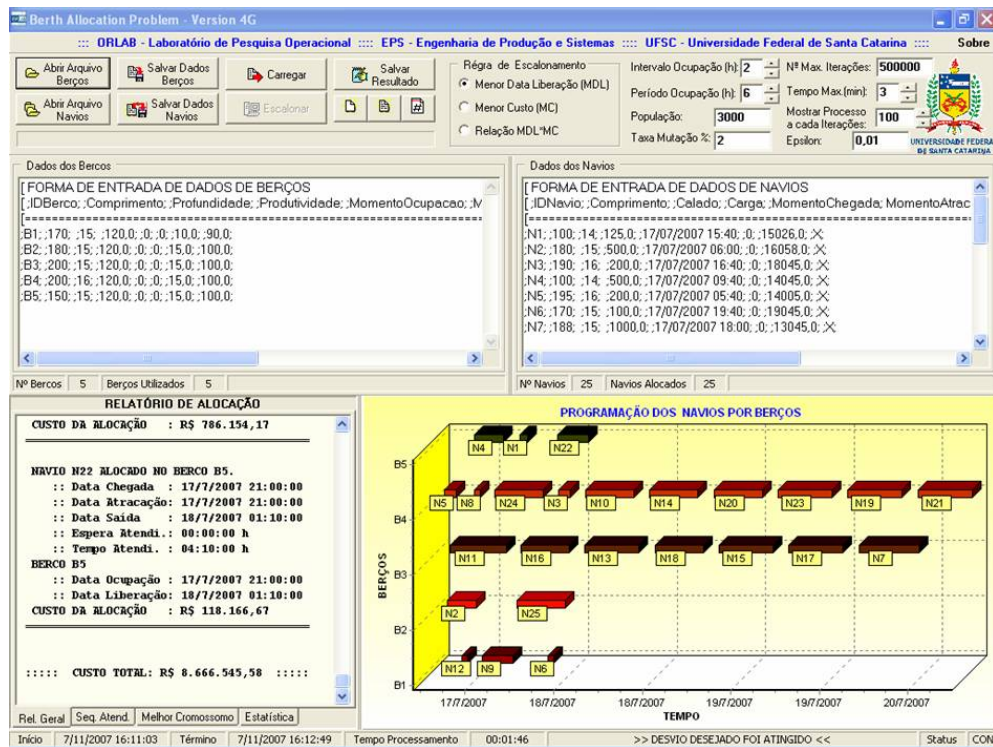 Berth Allocation Problem - Version 4G
::: ORLAB - Laboratório de Pesquisa Operacional :::: EPS - Engenharia de Produção e Sistemas :::: UFSC - Universidade Federal de Santa Catarina :::: Sobre
Abrir Arquivo Berços
Salvar Dados Berços
Carregar
Salvar Resultado
Abrir Arquivo Navios
Salvar Dados Navios
Escalonar
Régra de Escalonamento
Menor Data Liberação (MDL)
Menor Custo (MC)
Relação MDL*MC
Intervalo Ocupação (h): 2
Período Ocupação (h): 6
População: 3000
Taxa Mutação %: 2
Nº Max. Iterações: 500000
Tempo Max.(min): 3
Mostrar Processo a cada Iterações: 100
Epsilon: 0,01
UNIVERSIDADE FEDERAL
DE SANTA CATARINA
Dados dos Bercos
[ FORMA DE ENTRADA DE DADOS DE BERÇOS
[ ;IDBerco; ;Comprimento; ;Profundidade; ;Produtividade; ;MomentoOcupacao; ;M
[==========================================================
;B1; ;170; ;15; ;120,0; ;0; ;0; ;10,0; ;90,0;
;B2; ;180; ;15; ;120,0; ;0; ;0; ;15,0; ;100,0;
;B3; ;200; ;15; ;120,0; ;0; ;0; ;15,0; ;100,0;
;B4; ;200; ;16; ;120,0; ;0; ;0; ;15,0; ;100,0;
;B5; ;150; ;15; ;120,0; ;0; ;0; ;15,0; ;100,0;
Nº Bercos 5 Berços Utilizados 5
Dados dos Navios
[ FORMA DE ENTRADA DE DADOS DE NAVIOS
[ ;IDNavio; ;Comprimento; ;Calado; ;Carga; ;MomentoChegada; MomentoAtrac
[==========================================================
;N1; ;100; ;14; ;125,0; ;17/07/2007 15:40; ;0; ;15026,0; ;X;
;N2; ;180; ;15; ;500,0; ;17/07/2007 06:00; ;0; ;16058,0; ;X;
;N3; ;190; ;16; ;200,0; ;17/07/2007 16:40; ;0; ;18045,0; ;X;
;N4; ;100; ;14; ;500,0; ;17/07/2007 09:40; ;0; ;14045,0; ;X;
;N5; ;195; ;16; ;200,0; ;17/07/2007 05:40; ;0; ;14005,0; ;X;
;N6; ;170; ;15; ;100,0; ;17/07/2007 19:40; ;0; ;19045,0; ;X;
;N7; ;188; ;15; ;1000,0; ;17/07/2007 18:00; ;0; ;13045,0; ;X;
Nº Navios 25 Navios Alocados 25
RELATÓRIO DE ALOCAÇÃO
CUSTO DA ALOCAÇÃO : R$ 786.154,17
NAVIO N22 ALOCADO NO BERCO B5.
:: Data Chegada : 17/7/2007 21:00:00
:: Data Atracação: 17/7/2007 21:00:00
:: Data Saída : 18/7/2007 01:10:00
:: Espera Atendi.: 00:00:00 h
:: Tempo Atendi. : 04:10:00 h
BERCO B5
:: Data Ocupação : 17/7/2007 21:00:00
:: Data Liberação: 18/7/2007 01:10:00
CUSTO DA ALOCAÇÃO : R$ 118.166,67
::::: CUSTO TOTAL: R$ 8.666.545,58 :::::
Rel. Geral Seq. Atend. Melhor Cromossomo Estatística
PROGRAMAÇÃO DOS NAVIOS POR BERÇOS
BERÇOS
B5
N4 N1 N22
B4
N5 N8 N24 N3 N10 N14 N20 N23 N19 N21
B3
N11 N16 N13 N18 N15 N17 N7
B2
N2 N25
B1
N12 N9 N6
17/7/2007 18/7/2007 18/7/2007 19/7/2007 19/7/2007 20/7/2007
TEMPO
Início 7/11/2007 16:11:03 Término 7/11/2007 16:12:49 Tempo Processamento 00:01:46 >> DESVIO DESEJADO FOI ATINGIDO << Status CON